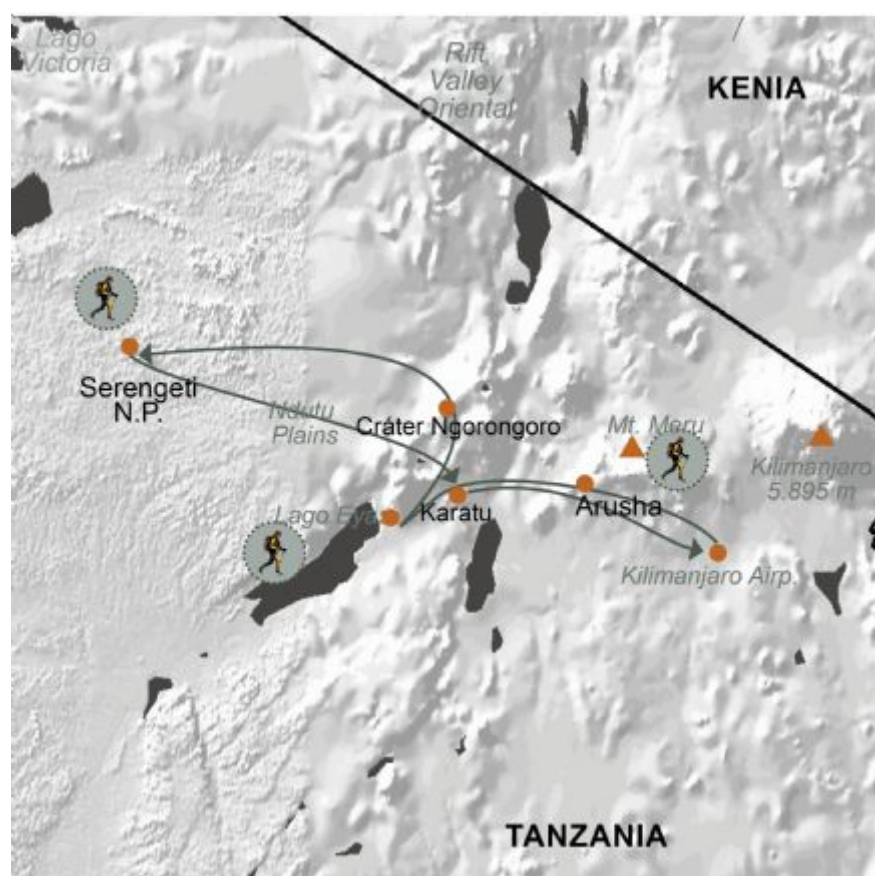 Lago
Victoria
Rift
Valley
Oriental
KENIA
Serengeti
N.P.
Ndutu
Plains
Cráter Ngorongoro
Mt. Meru
Kilimanjaro
5.895 m
Lago Eya
Karatu
Arusha
Kilimanjaro Airp.
TANZANIA